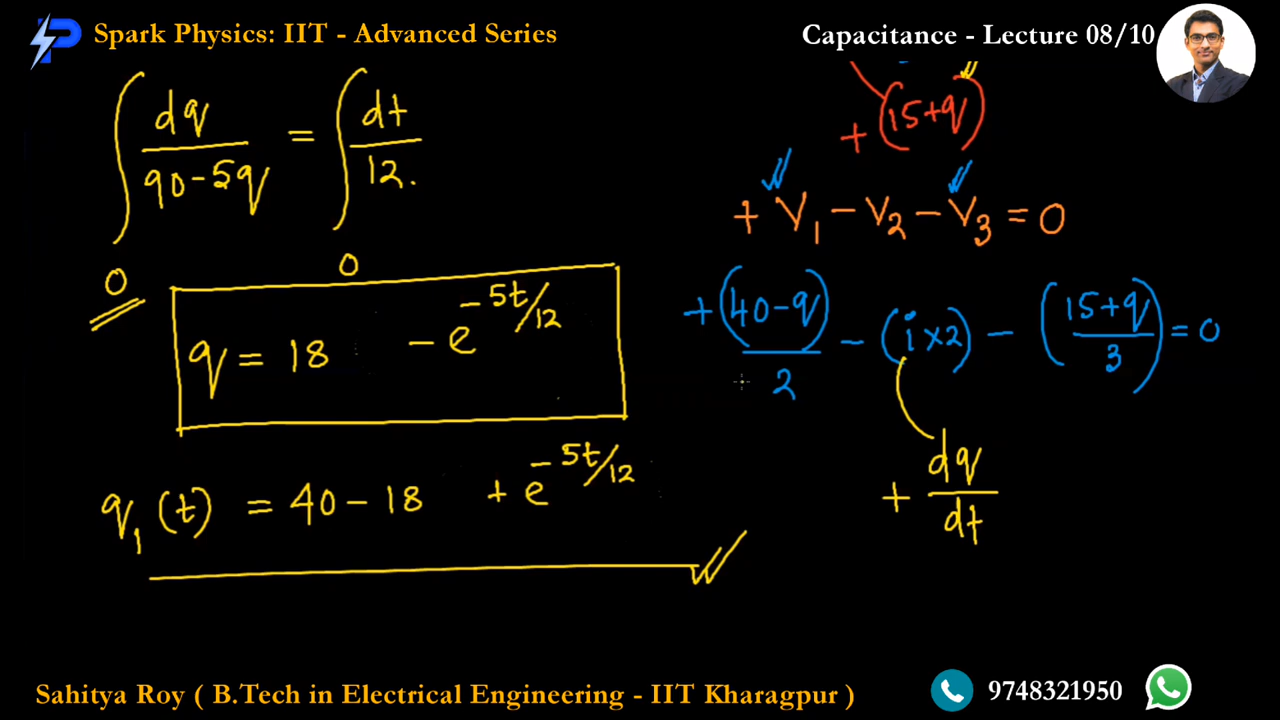 Spark Physics: IIT - Advanced Series
Capacitance - Lecture 08/10
∫ dq/(90-5q) = ∫ dt/12.
0 0
q = 18 - e^(-5t/12)
q₁(t) = 40 - 18 + e^(-5t/12)
+ (15+q)
+ V₁ - V₂ - V₃ = 0
+ (40-q)/2 - (i×2) - ((15+q)/3) = 0
+ dq/dt
Sahitya Roy ( B.Tech in Electrical Engineering - IIT Kharagpur )
9748321950